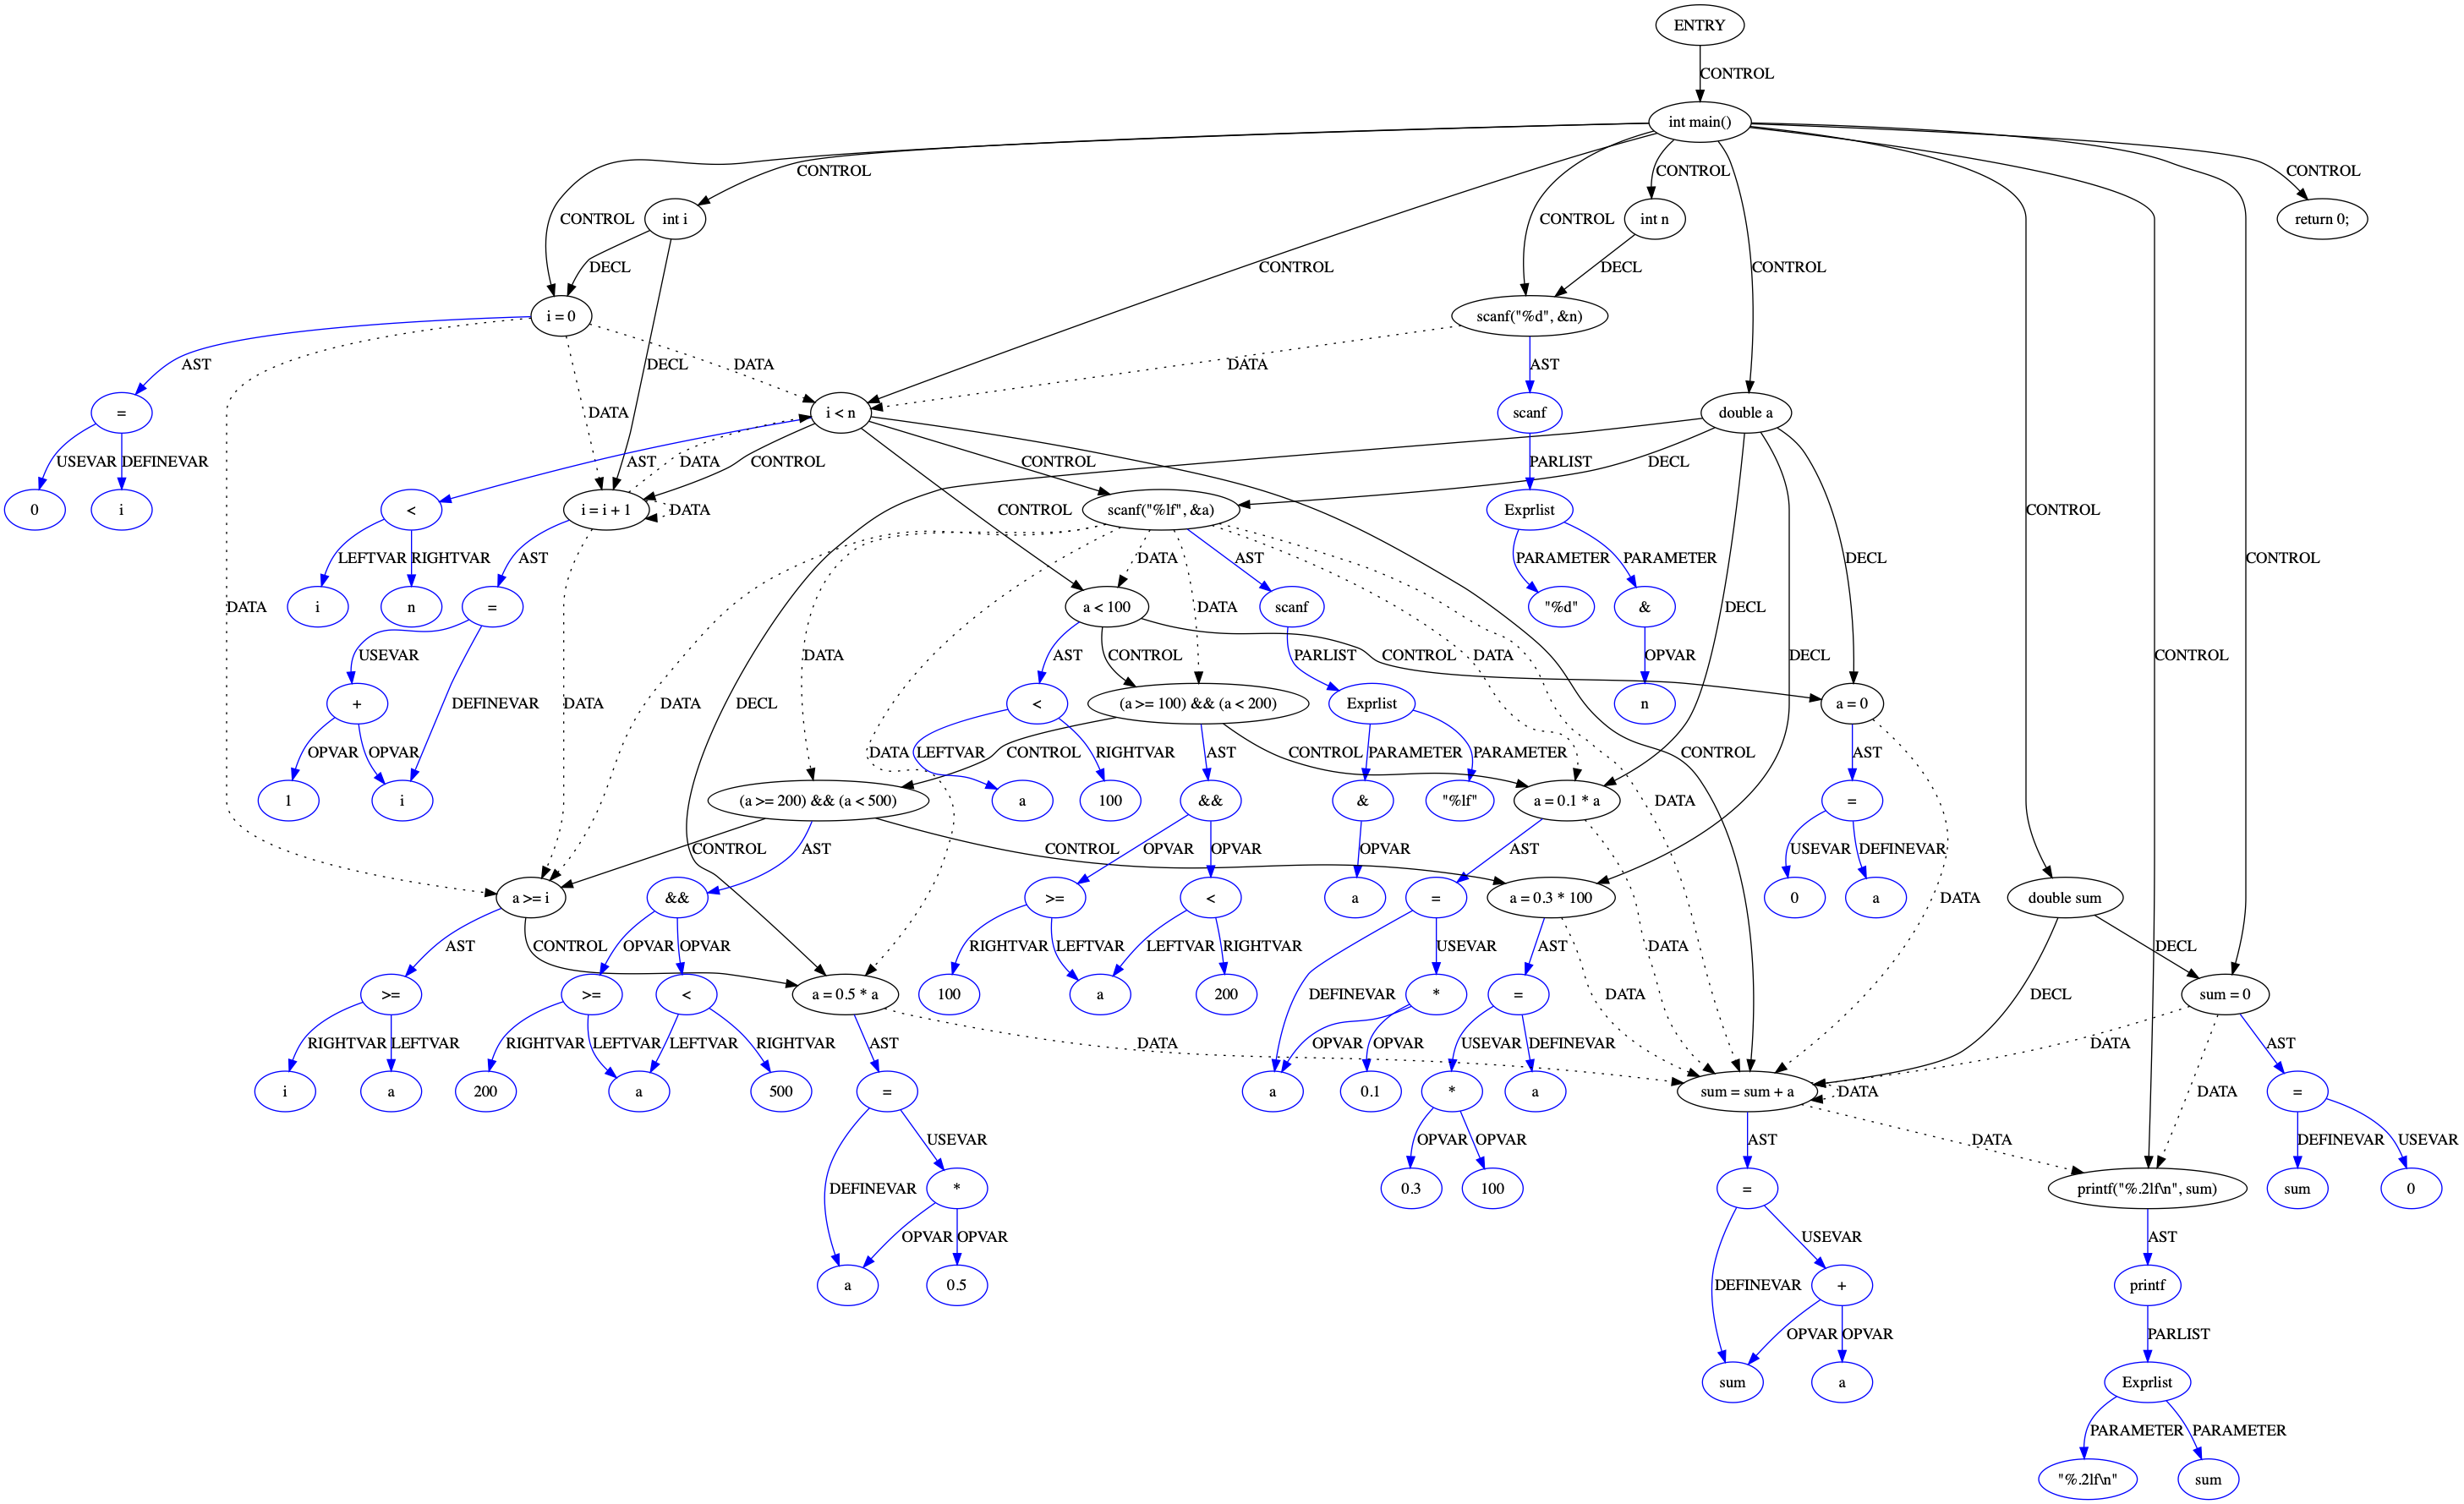 ENTRY
CONTROL
int main()
CONTROL
CONTROL
CONTROL
int i
int n
return 0;
CONTROL
CONTROL
DECL
CONTROL
DECL
CONTROL
i = 0
scanf("%d", &n)
AST
DATA
DECL
DATA
AST
=
DATA
i < n
scanf
double a
USEVAR
DEFINEVAR
AST
DATA
CONTROL
CONTROL
PARLIST
DECL
0
i
<
i = i + 1
DATA
CONTROL
scanf("%lf", &a)
Exprlist
CONTROL
LEFTVAR
RIGHTVAR
AST
DATA
AST
PARAMETER
PARAMETER
DECL
CONTROL
DATA
i
n
=
a < 100
DATA
scanf
DECL
"%d"
&
USEVAR
DATA
AST
CONTROL
PARLIST
DATA
CONTROL
OPVAR
CONTROL
+
DEFINEVAR
DATA
DATA
DECL
<
(a >= 100) && (a < 200)
Exprlist
DECL
n
a = 0
OPVAR
OPVAR
DATA
LEFTVAR
CONTROL
RIGHTVAR
AST
CONTROL
PARAMETER
PARAMETER
CONTROL
AST
1
i
(a >= 200) && (a < 500)
a
100
&&
&
"%lf"
a = 0.1 * a
DATA
=
CONTROL
AST
CONTROL
OPVAR
OPVAR
OPVAR
AST
USEVAR
DEFINEVAR
a >= i
&&
>=
<
a
=
a = 0.3 * 100
0
a
DATA
double sum
AST
CONTROL
OPVAR
OPVAR
RIGHTVAR
LEFTVAR
LEFTVAR
RIGHTVAR
USEVAR
AST
DATA
DECL
>=
>=
<
a = 0.5 * a
100
a
200
DEFINEVAR
*
=
DATA
DECL
sum = 0
RIGHTVAR
LEFTVAR
RIGHTVAR
LEFTVAR
LEFTVAR
RIGHTVAR
AST
DATA
OPVAR
OPVAR
USEVAR
DEFINEVAR
DATA
AST
i
a
200
a
500
=
a
0.1
*
a
sum = sum + a
DATA
DATA
=
USEVAR
OPVAR
OPVAR
AST
DATA
DEFINEVAR
USEVAR
DEFINEVAR
*
0.3
100
=
printf("%.2lf\n", sum)
sum
0
OPVAR
OPVAR
USEVAR
AST
a
0.5
DEFINEVAR
+
printf
OPVAR
OPVAR
PARLIST
sum
a
Exprlist
PARAMETER
PARAMETER
"%.2lf\n"
sum